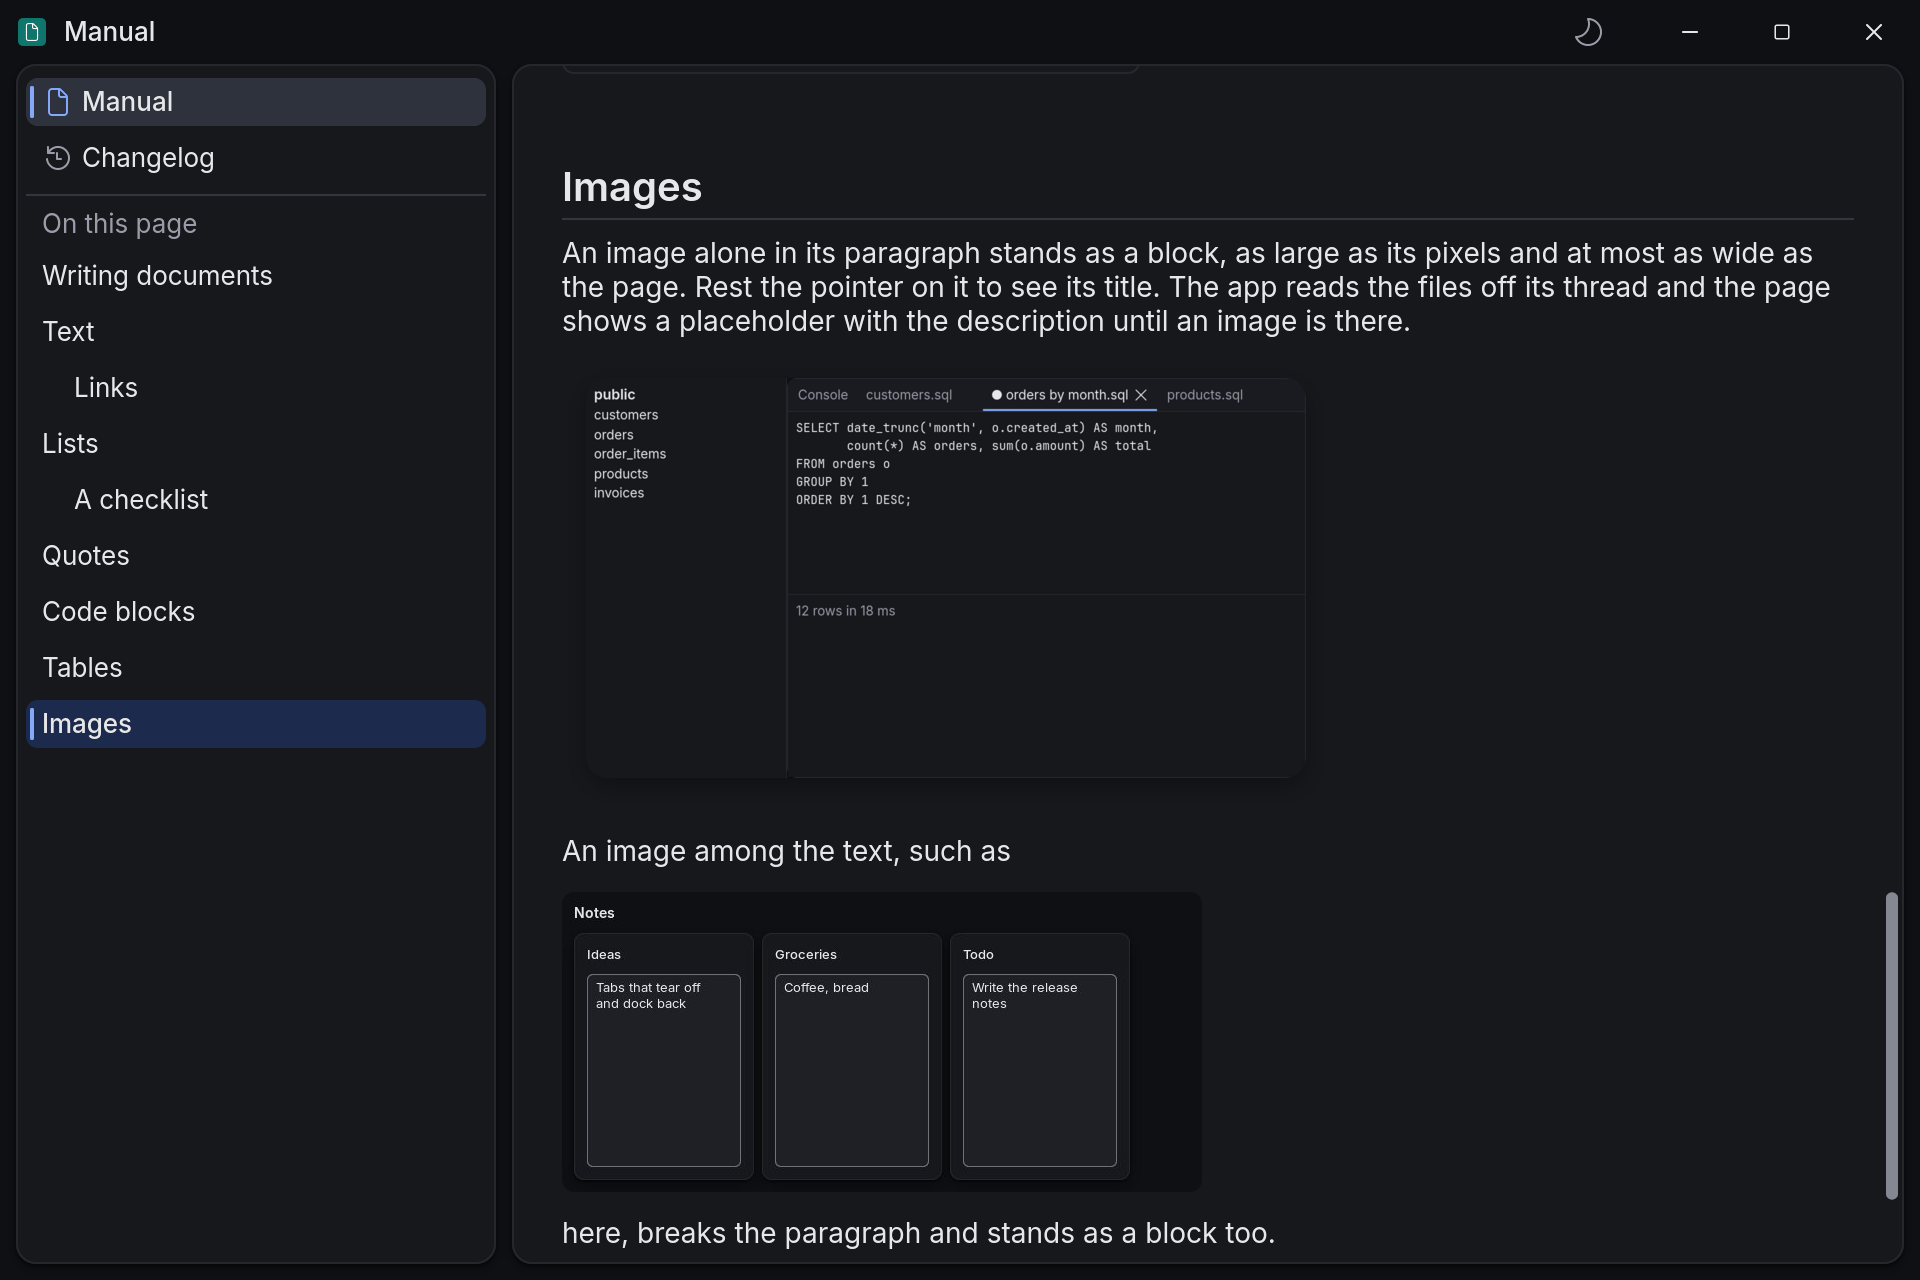 Manual
Manual
Changelog
On this page
Writing documents
Text
Links
Lists
A checklist
Quotes
Code blocks
Tables
Images
Images
An image alone in its paragraph stands as a block, as large as its pixels and at most as wide as
the page. Rest the pointer on it to see its title. The app reads the files off its thread and the page
shows a placeholder with the description until an image is there.
public
customers
orders
order_items
products
invoices
Console customers.sql orders by month.sql products.sql
SELECT date_trunc('month', o.created_at) AS month,
count(*) AS orders, sum(o.amount) AS total
FROM orders o
GROUP BY 1
ORDER BY 1 DESC;
12 rows in 18 ms
An image among the text, such as
Notes
Ideas
Tabs that tear off
and dock back
Groceries
Coffee, bread
Todo
Write the release
notes
here, breaks the paragraph and stands as a block too.